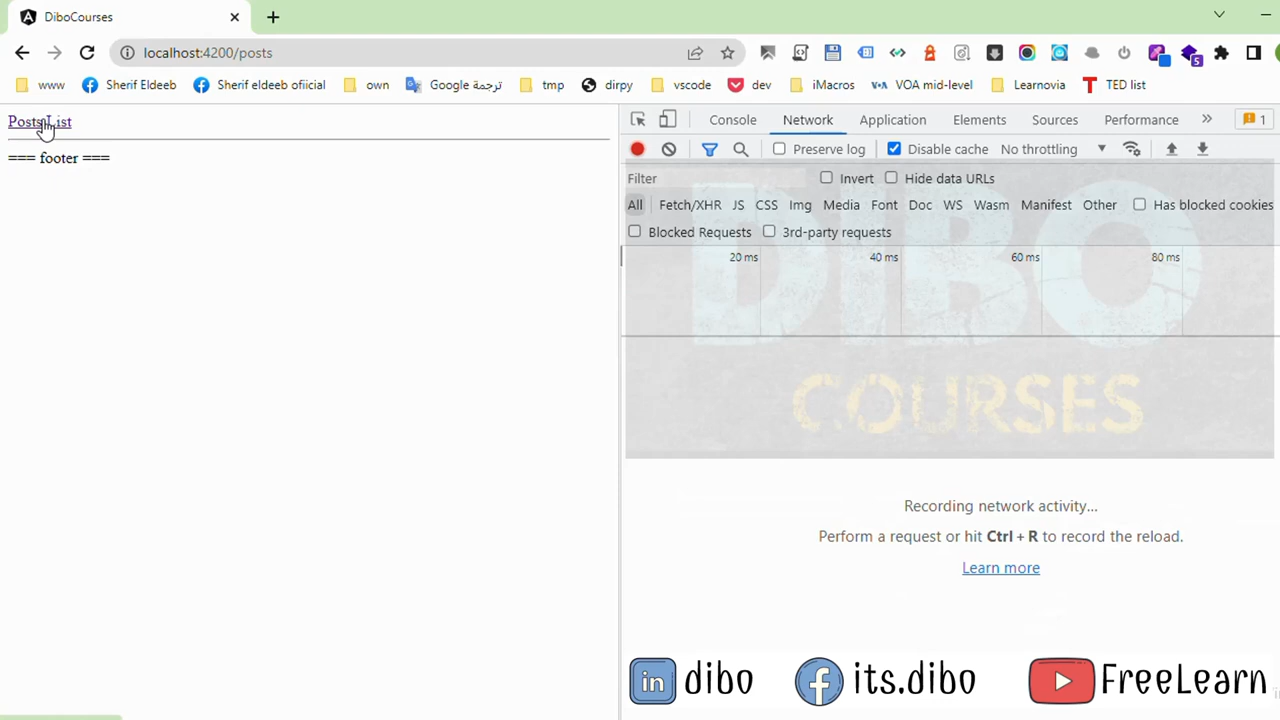 DiboCourses
localhost:4200/posts
www Sherif Eldeeb Sherif eldeeb ofiicial own ترجمة Google tmp dirpy vscode dev iMacros VOA mid-level Learnovia TED list
5
Posts List
=== footer ===
Console Network Application Elements Sources Performance 1
Preserve log Disable cache No throttling
Filter Invert Hide data URLs
All Fetch/XHR JS CSS Img Media Font Doc WS Wasm Manifest Other Has blocked cookies
Blocked Requests 3rd-party requests
20 ms 40 ms 60 ms 80 ms
DIBO
COURSES
Recording network activity...
Perform a request or hit Ctrl + R to record the reload.
Learn more
in dibo its.dibo FreeLearn